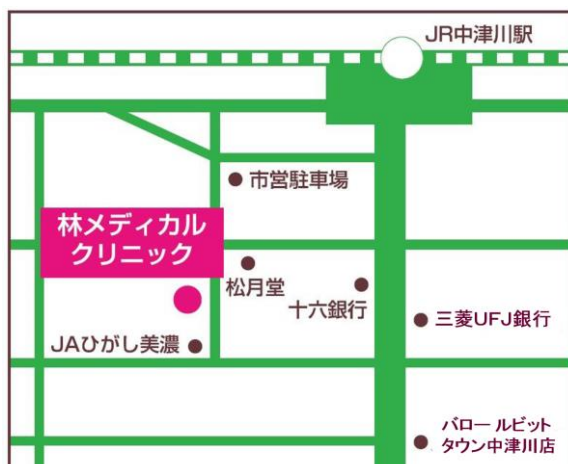 JR中津川駅
市営駐車場
林メディカル
クリニック
松月堂
十六銀行
三菱UFJ銀行
JAひがし美濃
バロー ルビット
タウン中津川店